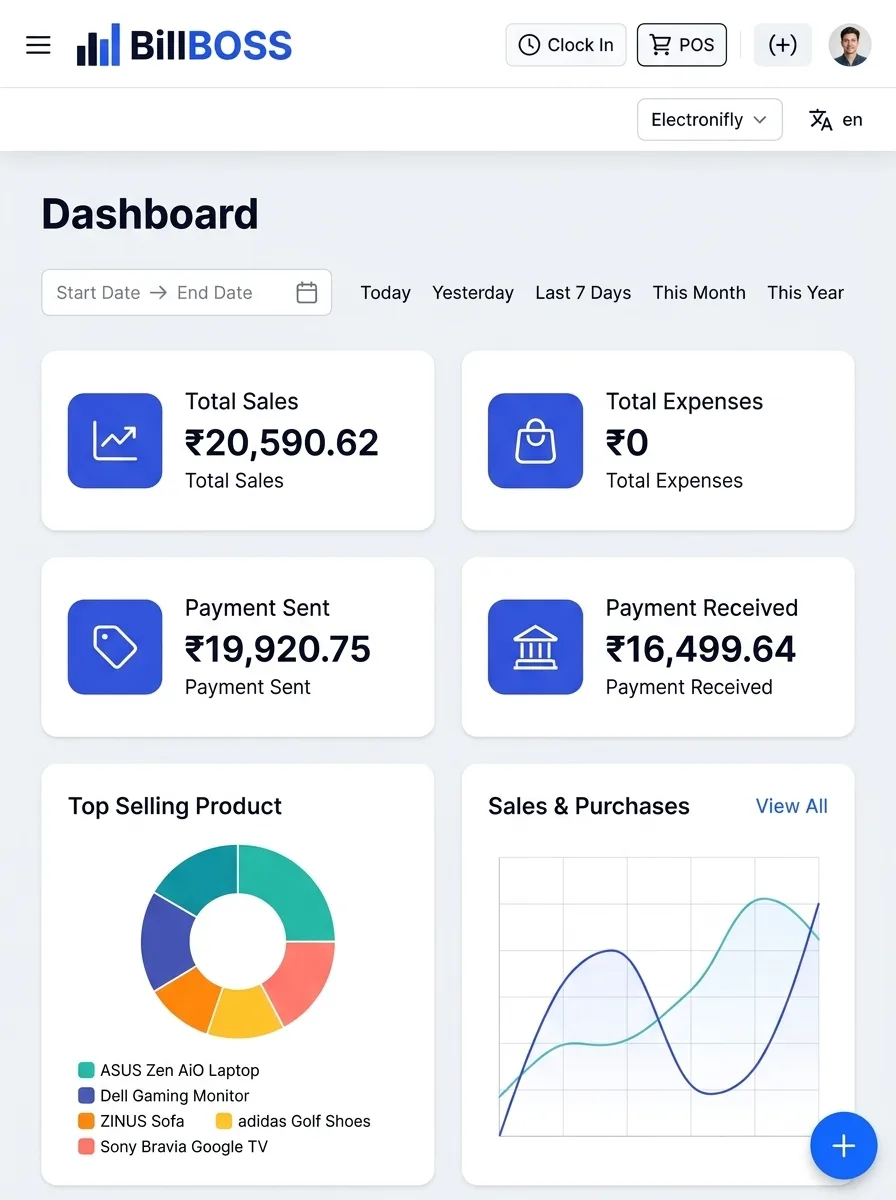 BillBOSS
Clock In
POS
(+)
Electronifly
en
Dashboard
Start Date → End Date
Today Yesterday Last 7 Days This Month This Year
Total Sales
₹20,590.62
Total Sales
Total Expenses
₹0
Total Expenses
Payment Sent
₹19,920.75
Payment Sent
Payment Received
₹16,499.64
Payment Received
Top Selling Product
ASUS Zen AiO Laptop
Dell Gaming Monitor
ZINUS Sofa adidas Golf Shoes
Sony Bravia Google TV
Sales & Purchases View All